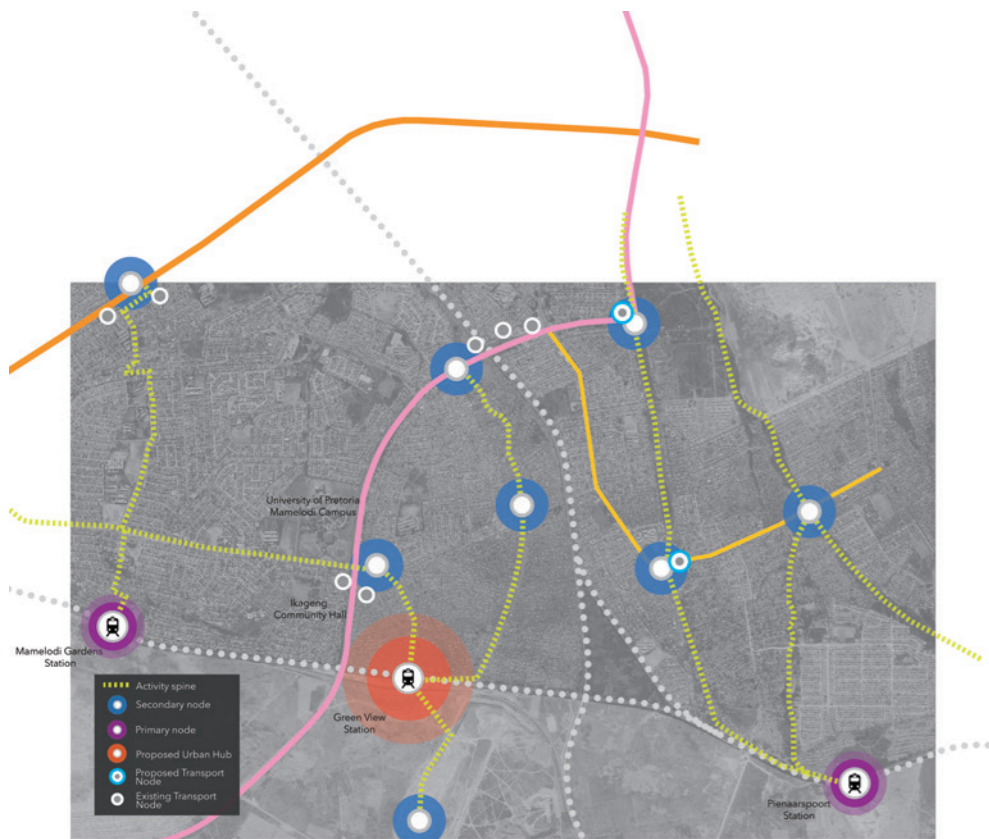 University of Pretoria
Mamelodi Campus
Ikageng
Community Hall
Mamelodi Gardens
Station
Green View
Station
Pienaarspoort
Station
Activity spine
Secondary node
Primary node
Proposed Urban Hub
Proposed Transport
Node
Existing Transport
Node